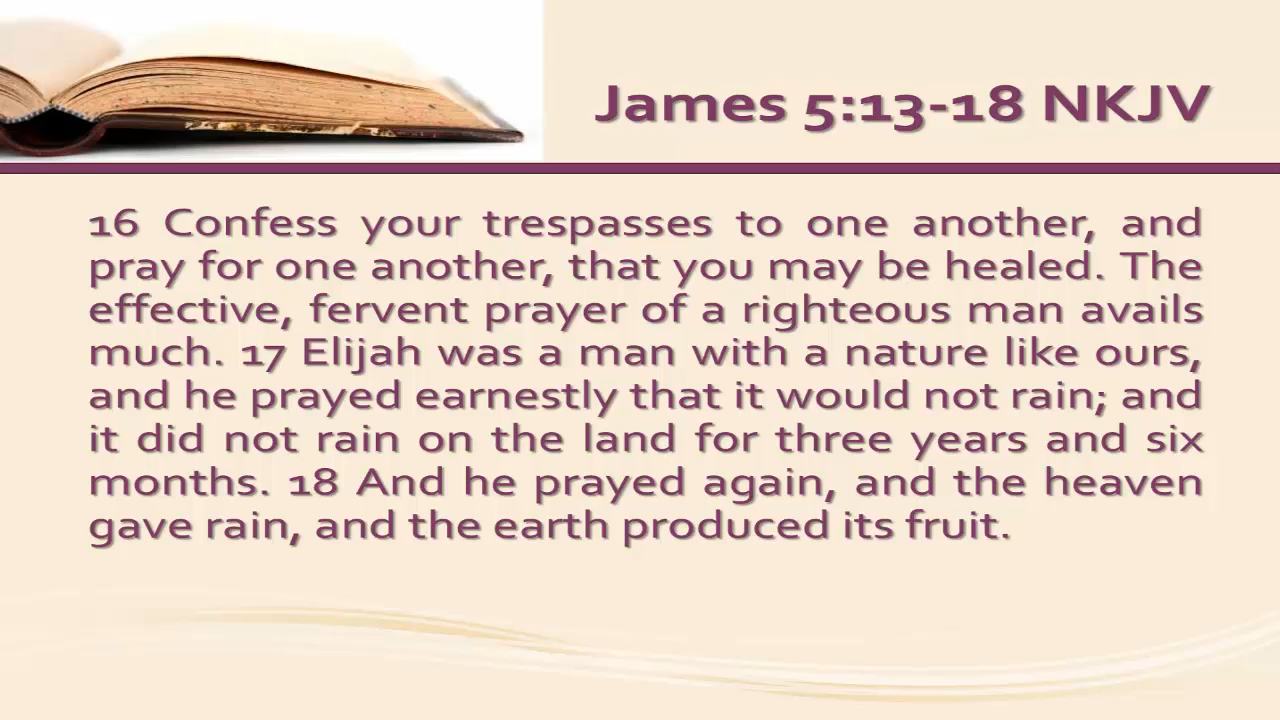 James 5:13-18 NKJV
16 Confess your trespasses to one another, and
pray for one another, that you may be healed. The
effective, fervent prayer of a righteous man avails
much. 17 Elijah was a man with a nature like ours,
and he prayed earnestly that it would not rain; and
it did not rain on the land for three years and six
months. 18 And he prayed again, and the heaven
gave rain, and the earth produced its fruit.